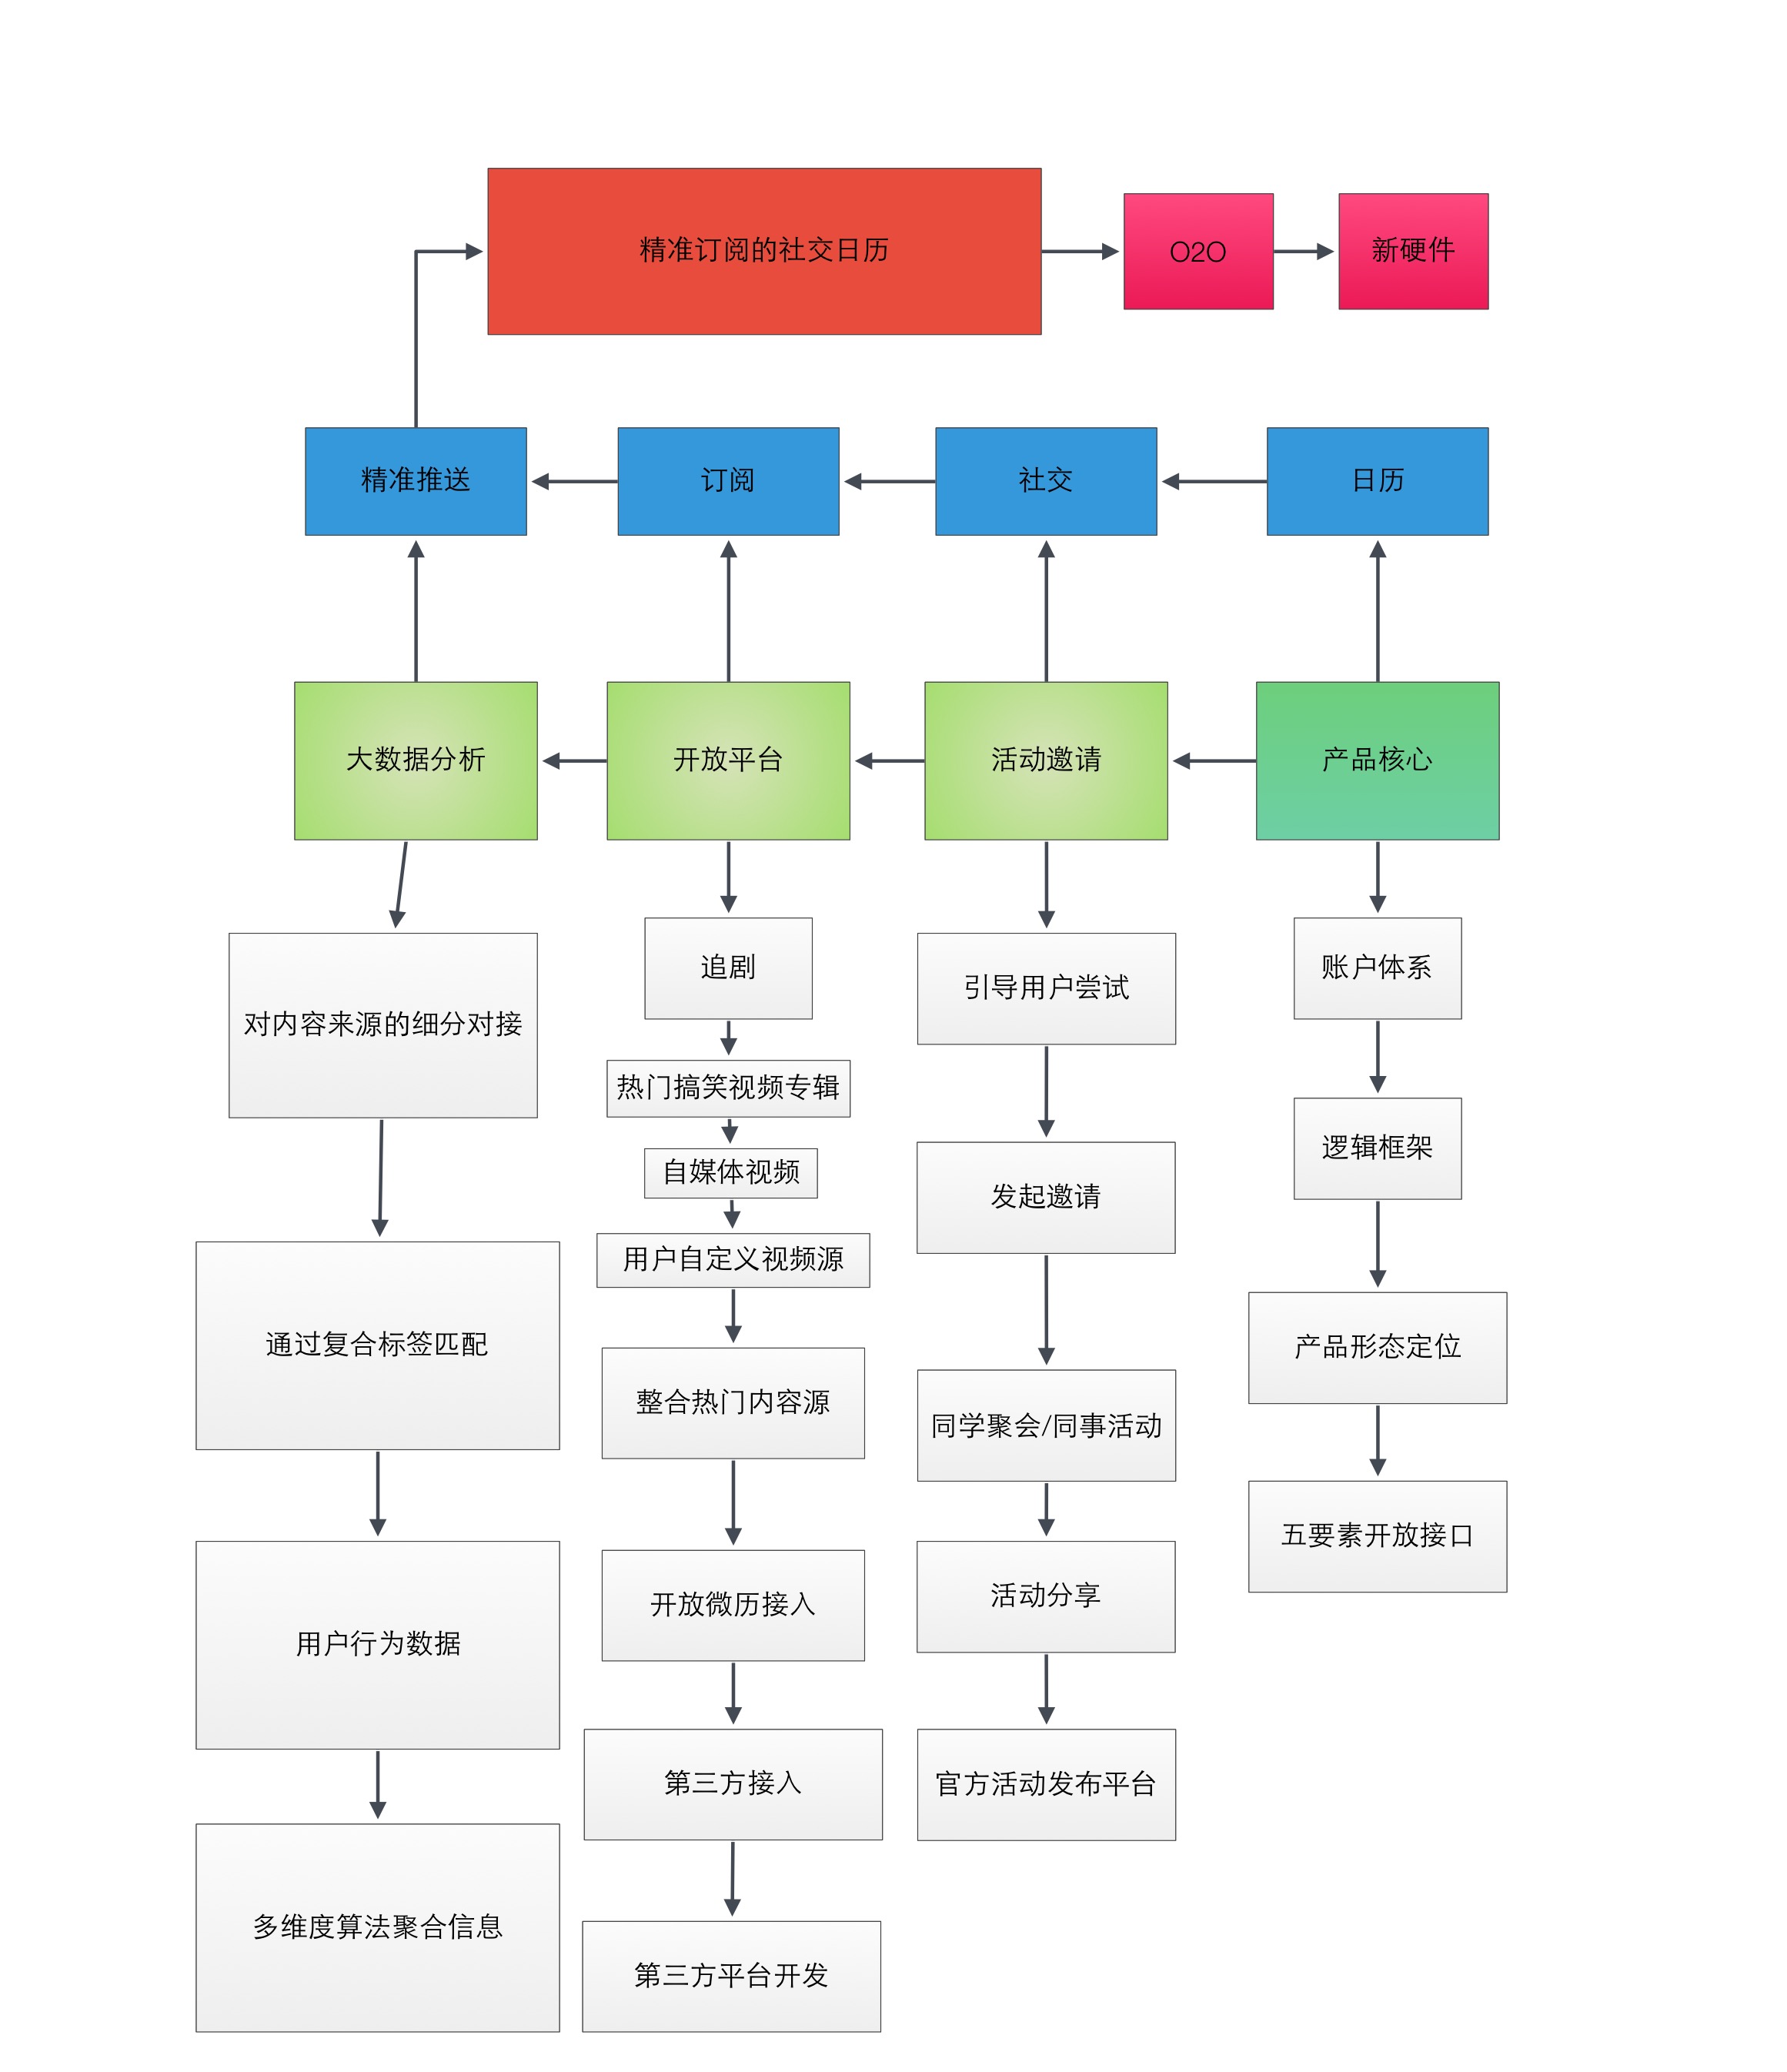 精准订阅的社交日历
O2O
新硬件
精准推送
订阅
社交
日历
大数据分析
开放平台
活动邀请
产品核心
对内容来源的细分对接
通过复合标签匹配
用户行为数据
多维度算法聚合信息
追剧
热门搞笑视频专辑
自媒体视频
用户自定义视频源
整合热门内容源
开放微历接入
第三方接入
第三方平台开发
引导用户尝试
发起邀请
同学聚会/同事活动
活动分享
官方活动发布平台
账户体系
逻辑框架
产品形态定位
五要素开放接口